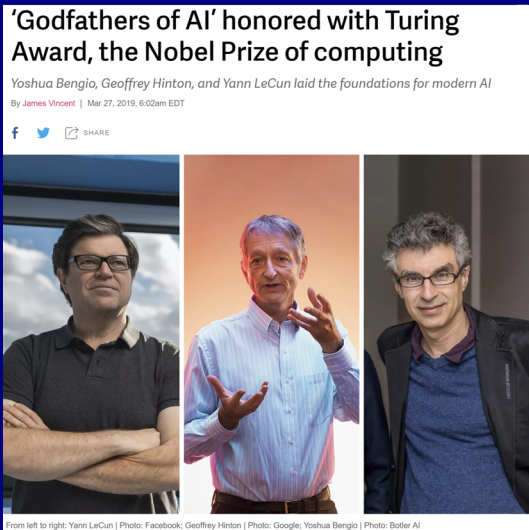 ‘Godfathers of AI’ honored with Turing
Award, the Nobel Prize of computing
Yoshua Bengio, Geoffrey Hinton, and Yann LeCun laid the foundations for modern AI
By James Vincent | Mar 27, 2019, 6:02am EDT
f SHARE
From left to right: Yann LeCun | Photo: Facebook; Geoffrey Hinton | Photo: Google; Yoshua Bengio | Photo: Botler AI